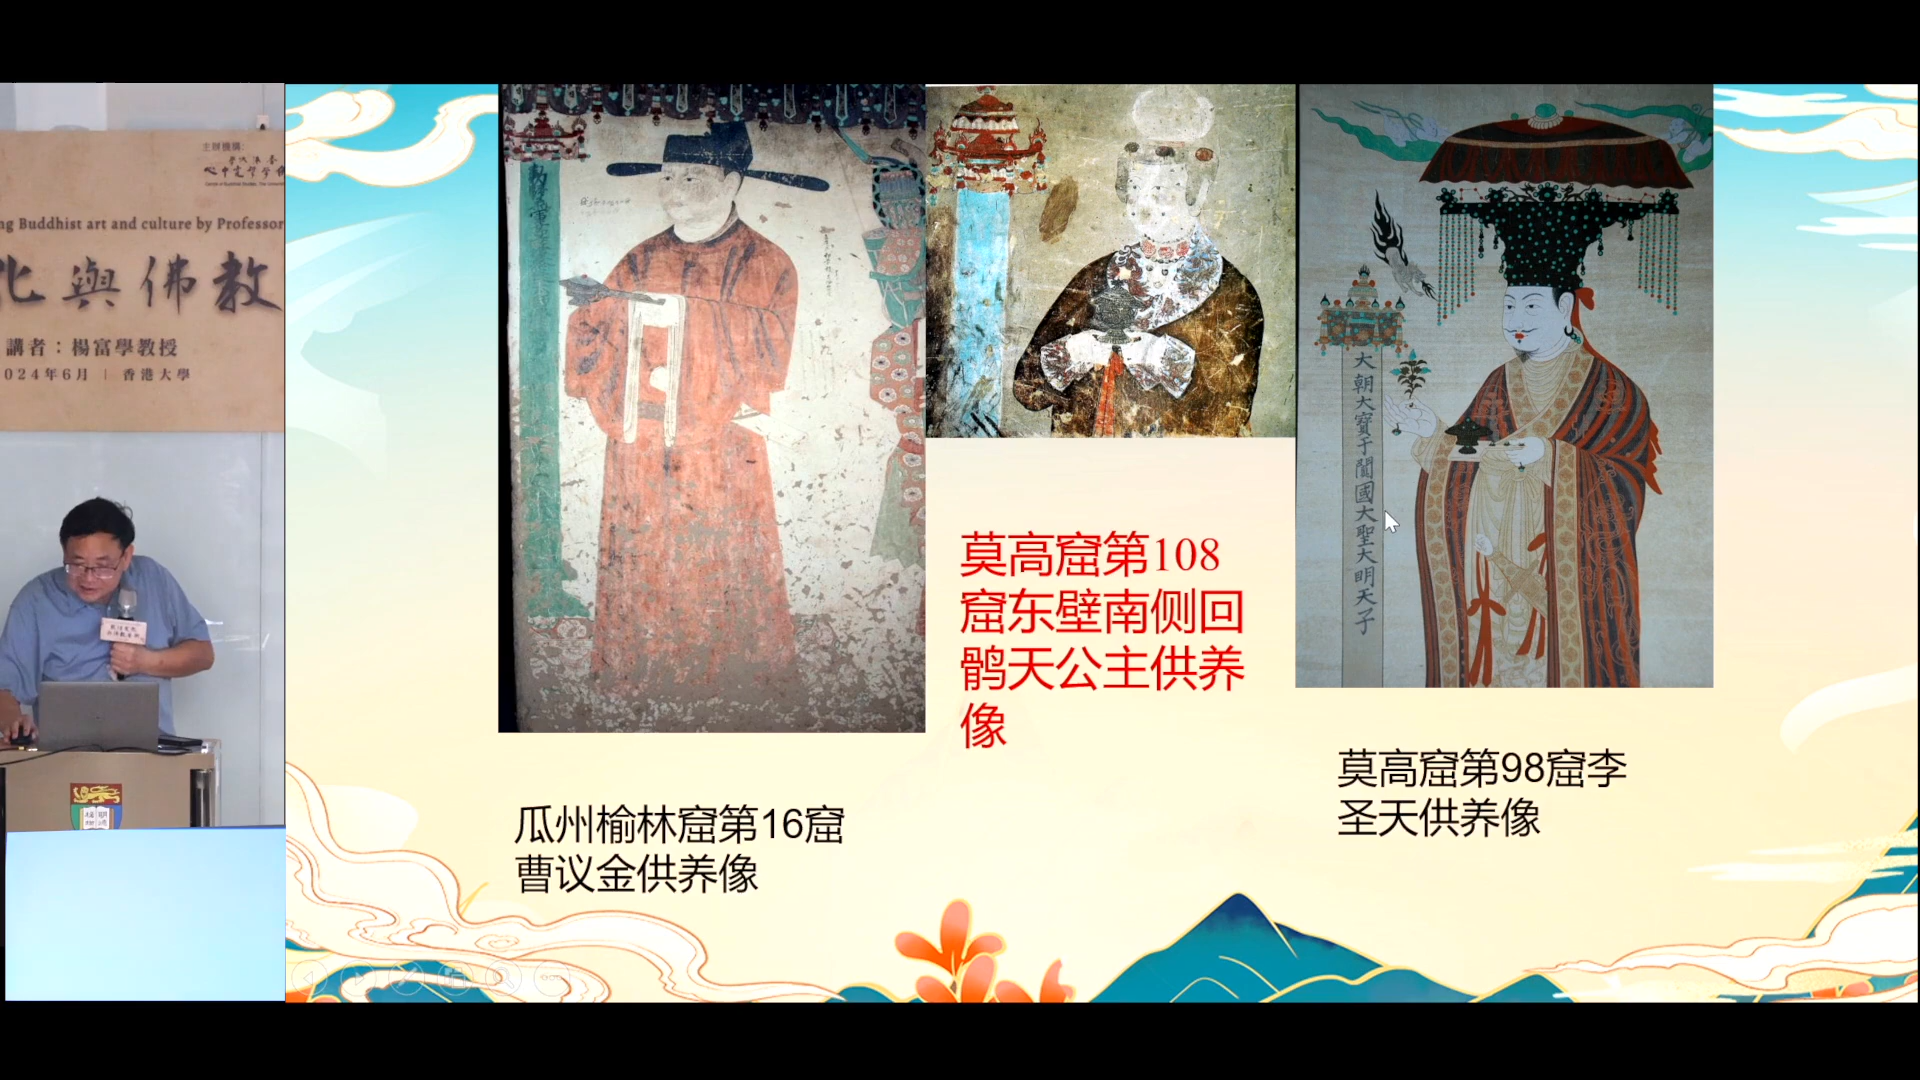 主辦機構:
ng Buddhist art and culture by Professor
化與佛教
講者：楊富學教授
024年6月 | 香港大學
莫高窟第108
窟东壁南侧回
鹘天公主供养
像
大朝大寶于闐國大聖大明天子
莫高窟第98窟李
圣天供养像
瓜州榆林窟第16窟
曹议金供养像